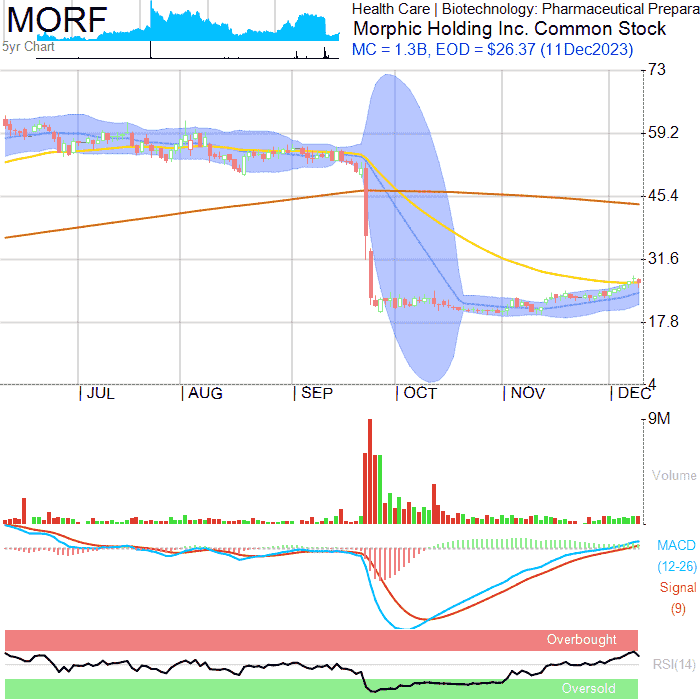 MORF
Health Care | Biotechnology: Pharmaceutical Prepara
Morphic Holding Inc. Common Stock
5yr Chart
MC = 1.3B, EOD = $26.37 (11Dec2023)
73
59.2
45.4
31.6
17.8
4
JUL
AUG
SEP
OCT
NOV
DEC
9M
Volume
MACD
(12-26)
Signal
(9)
Overbought
RSI(14)
Oversold